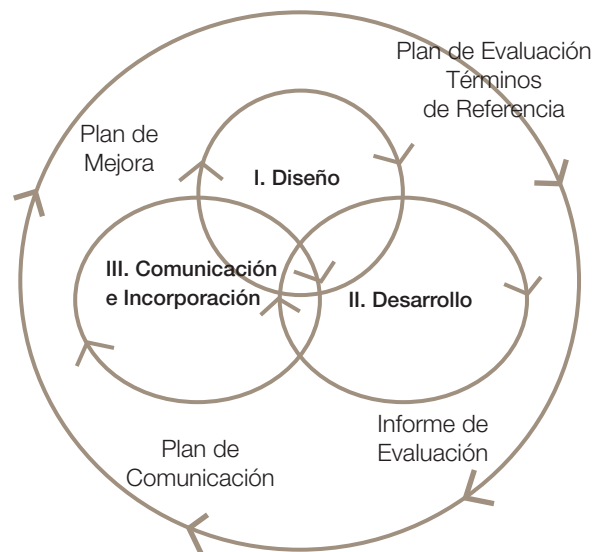 Plan de Evaluación
Términos
de Referencia
Plan de
Mejora
I. Diseño
III. Comunicación
e Incorporación
II. Desarrollo
Informe de
Evaluación
Plan de
Comunicación